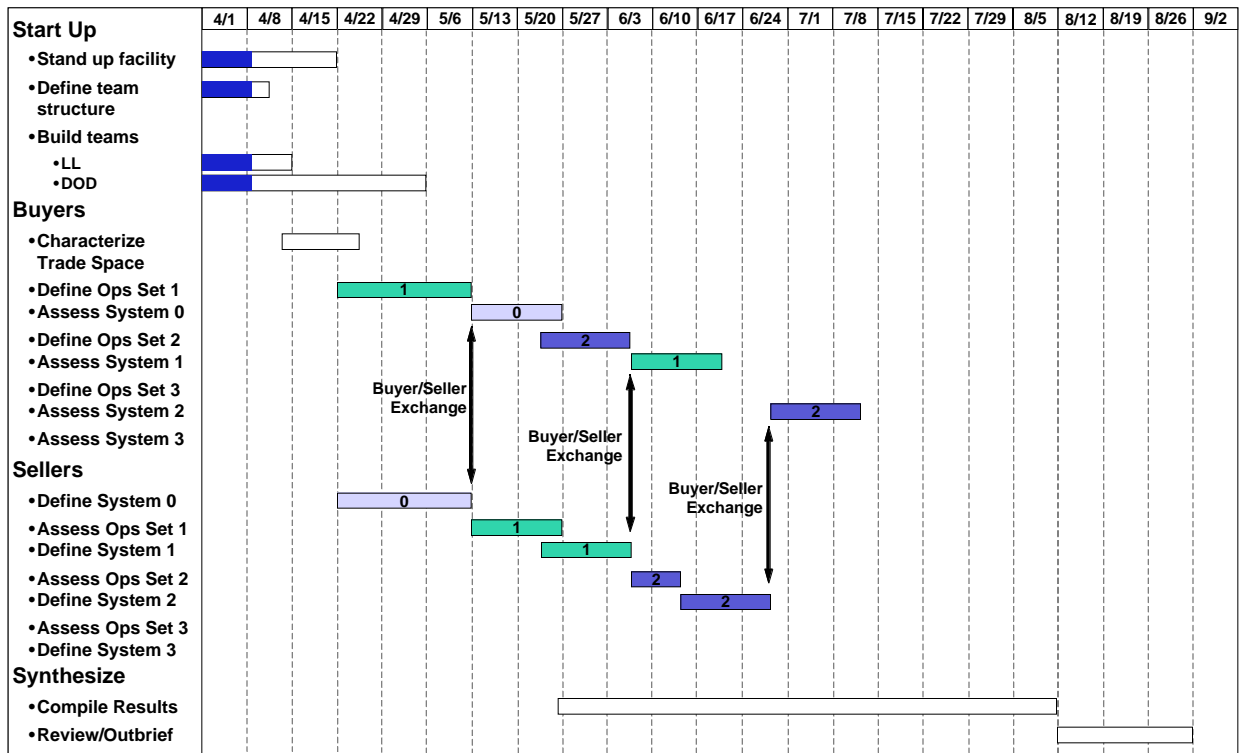 4/1 4/8 4/15 4/22 4/29 5/6 5/13 5/20 5/27 6/3 6/10 6/17 6/24 7/1 7/8 7/15 7/22 7/29 8/5 8/12 8/19 8/26 9/2
Start Up
•Stand up facility
•Define team
structure
•Build teams
•LL
•DOD
Buyers
•Characterize
Trade Space
•Define Ops Set 1
1
•Assess System 0
0
•Define Ops Set 2
2
•Assess System 1
1
•Define Ops Set 3
•Assess System 2
2
•Assess System 3
Buyer/Seller
Exchange
Buyer/Seller
Exchange
Buyer/Seller
Exchange
Sellers
•Define System 0
0
•Assess Ops Set 1
1
•Define System 1
1
•Assess Ops Set 2
2
•Define System 2
2
•Assess Ops Set 3
•Define System 3
Synthesize
•Compile Results
•Review/Outbrief